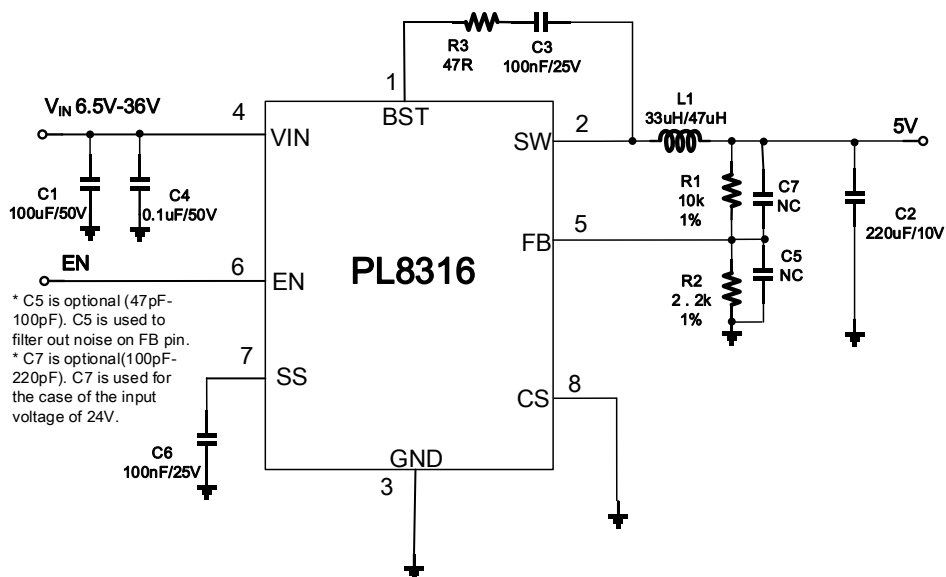 R3
47R
C3
100nF/25V
1
BST
V_IN 6.5V-36V
4
VIN
SW
2
L1
33uH/47uH
5V
C1
100uF/50V
C4
0.1uF/50V
R1
10k
1%
C7
NC
C2
220uF/10V
5
FB
EN
6
EN
PL8316
R2
2.2k
1%
C5
NC
* C5 is optional (47pF-
100pF). C5 is used to
filter out noise on FB pin.
* C7 is optional(100pF-
220pF). C7 is used for
the case of the input
voltage of 24V.
7
SS
CS
8
C6
100nF/25V
GND
3